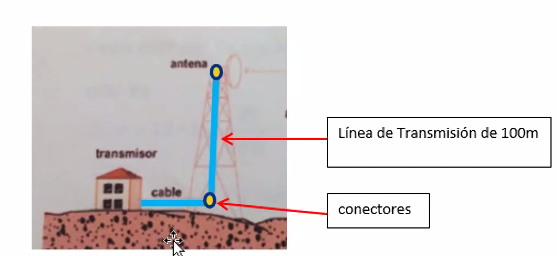 antena
Línea de Transmisión de 100m
transmisor
cable
conectores